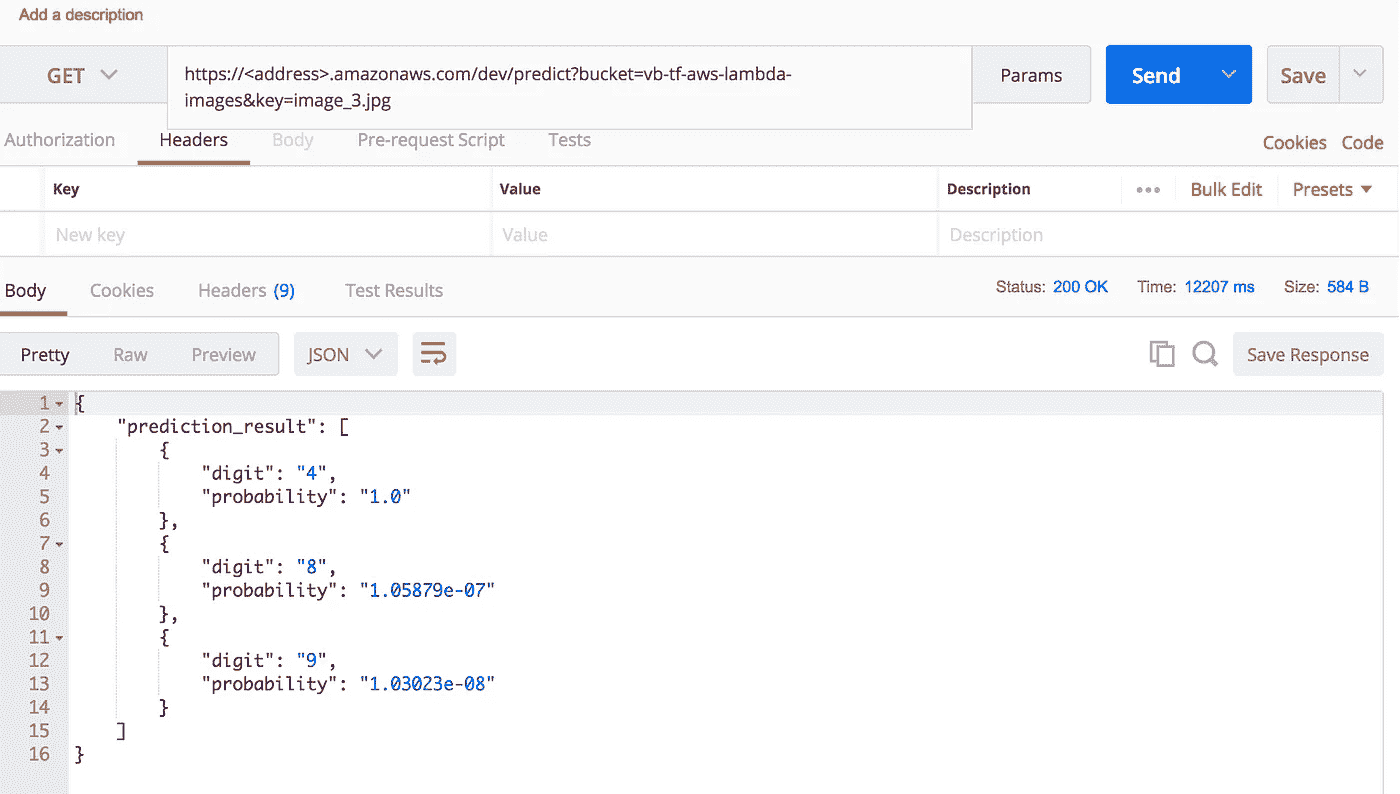 Add a description
GET https://<address>.amazonaws.com/dev/predict?bucket=vb-tf-aws-lambda-
images&key=image_3.jpg Params Send Save
Authorization Headers Body Pre-request Script Tests Cookies Code
Key Value Description ••• Bulk Edit Presets
New key Value Description
Body Cookies Headers (9) Test Results Status: 200 OK Time: 12207 ms Size: 584 B
Pretty Raw Preview JSON Save Response
1 {
2 "prediction_result": [
3 {
4 "digit": "4",
5 "probability": "1.0"
6 },
7 {
8 "digit": "8",
9 "probability": "1.05879e-07"
10 },
11 {
12 "digit": "9",
13 "probability": "1.03023e-08"
14 }
15 ]
16 }